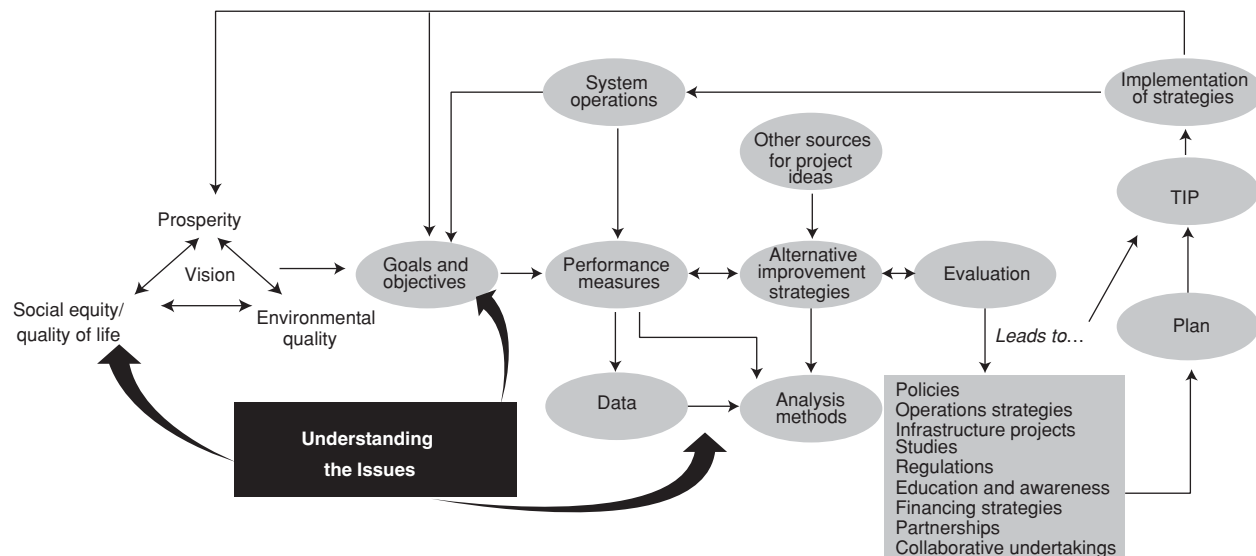 System
operations
Implementation
of strategies
Other sources
for project
ideas
TIP
Prosperity
Vision
Goals and
objectives
Performance
measures
Alternative
improvement
strategies
Evaluation
Social equity/
quality of life
Environmental
quality
Leads to…
Plan
Data
Analysis
methods
Understanding
the Issues
Policies
Operations strategies
Infrastructure projects
Studies
Regulations
Education and awareness
Financing strategies
Partnerships
Collaborative undertakings